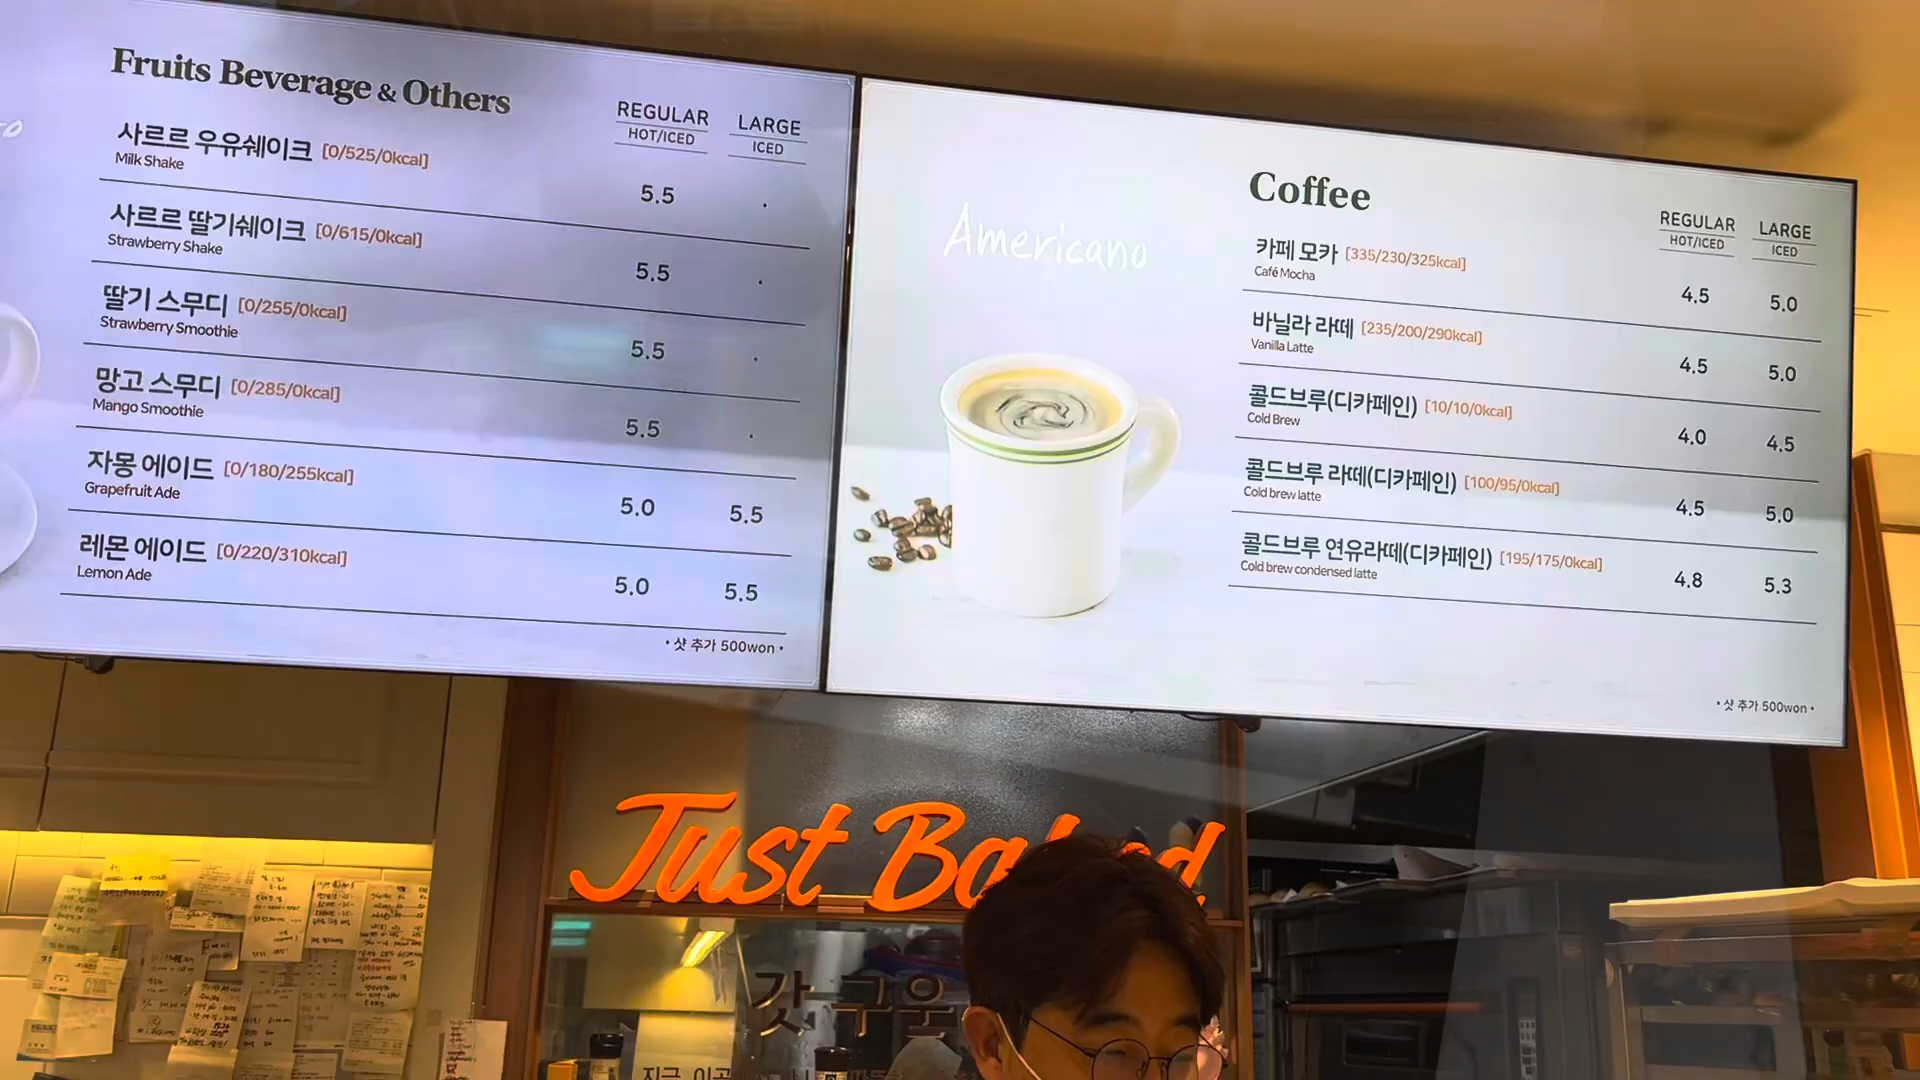 Fruits Beverage & Others
REGULAR LARGE
HOT/ICED ICED
사르르 우유쉐이크 [0/525/0kcal]
Milk Shake
5.5 .
사르르 딸기쉐이크 [0/615/0kcal]
Strawberry Shake
5.5 .
딸기 스무디 [0/255/0kcal]
Strawberry Smoothie
5.5 .
망고 스무디 [0/285/0kcal]
Mango Smoothie
5.5 .
자몽 에이드 [0/180/255kcal]
Grapefruit Ade
5.0 5.5
레몬 에이드 [0/220/310kcal]
Lemon Ade
5.0 5.5
• 샷 추가 500won •
Americano
Coffee
REGULAR LARGE
HOT/ICED ICED
카페 모카 [335/230/325kcal]
Café Mocha
4.5 5.0
바닐라 라떼 [235/200/290kcal]
Vanilla Latte
4.5 5.0
콜드브루(디카페인) [10/10/0kcal]
Cold Brew
4.0 4.5
콜드브루 라떼(디카페인) [100/95/0kcal]
Cold brew latte
4.5 5.0
콜드브루 연유라떼(디카페인) [195/175/0kcal]
Cold brew condensed latte
4.8 5.3
• 샷 추가 500won •
Just Baked
갓 구운
지금